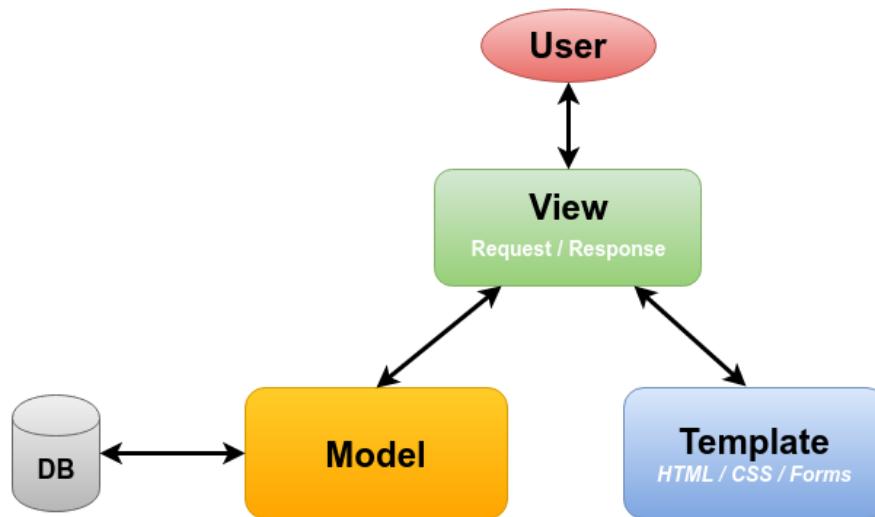 User
View
Request / Response
DB
Model
Template
HTML / CSS / Forms